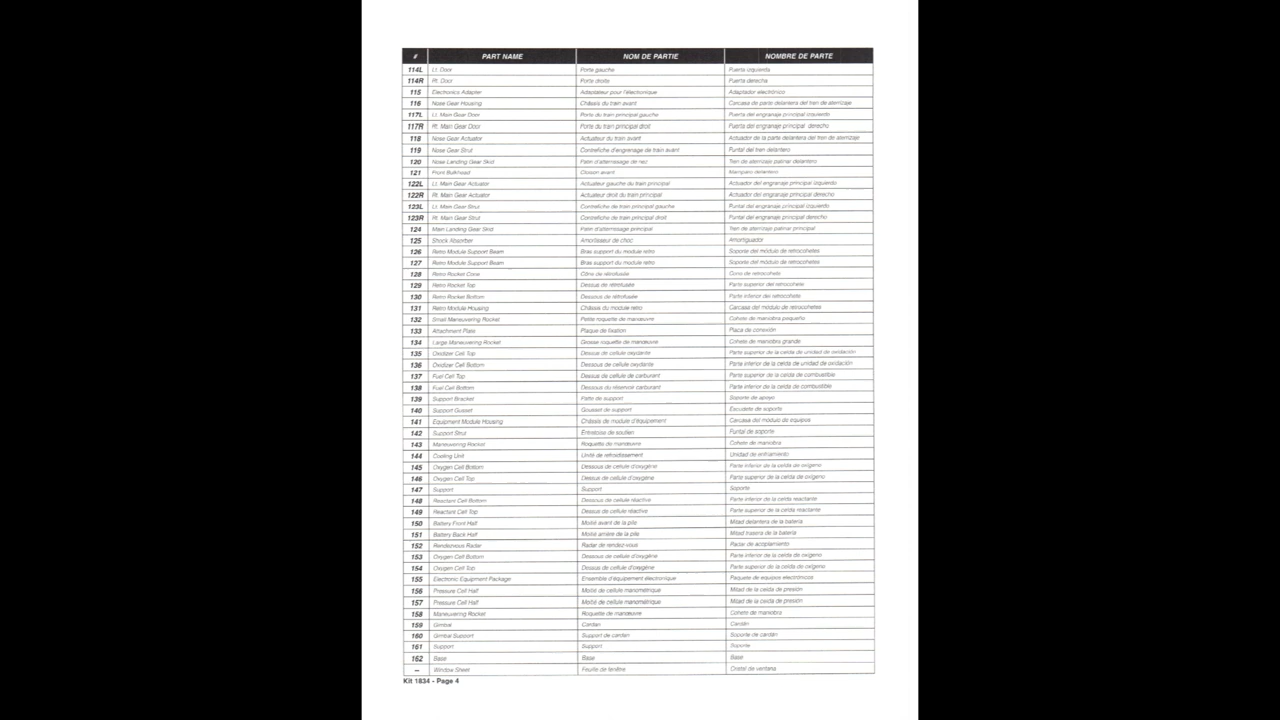 # PART NAME NOM DE PARTIE NOMBRE DE PARTE
114L Lt. Door Porte gauche Puerta izquierda
114R Rt. Door Porte droite Puerta derecha
115 Electronics Adapter Adaptateur pour l'électronique Adaptador electrónico
116 Nose Gear Housing Châssis du train avant Carcasa de parte delantera del tren de aterrizaje
117L Lt. Main Gear Door Porte du train principal gauche Puerta del engranaje principal izquierdo
117R Rt. Main Gear Door Porte du train principal droit Puerta del engranaje principal derecho
118 Nose Gear Actuator Actuateur du train avant Actuador de la parte delantera del tren de aterrizaje
119 Nose Gear Strut Contrefiche d'engrenage de train avant Puntal del tren delantero
120 Nose Landing Gear Skid Patin d'atterrissage de nez Tren de aterrizaje patinar delantero
121 Front Bulkhead Cloison avant Mamparo delantero
122L Lt. Main Gear Actuator Actuateur gauche du train principal Actuador del engranaje principal izquierdo
122R Rt. Main Gear Actuator Actuateur droit du train principal Actuador del engranaje principal derecho
123L Lt. Main Gear Strut Contrefiche de train principal gauche Puntal del engranaje principal izquierdo
123R Rt. Main Gear Strut Contrefiche de train principal droit Puntal del engranaje principal derecho
124 Main Landing Gear Skid Patin d'atterrissage principal Tren de aterrizaje patinar principal
125 Shock Absorber Amortisseur de choc Amortiguador
126 Retro Module Support Beam Bras support du module retro Soporte del módulo de retrocohetes
127 Retro Module Support Beam Bras support du module retro Soporte del módulo de retrocohetes
128 Retro Rocket Cone Cône de rétrofusée Cono de retrocohete
129 Retro Rocket Top Dessus de rétrofusée Parte superior del retrocohete
130 Retro Rocket Bottom Dessous de rétrofusée Parte inferior del retrocohete
131 Retro Module Housing Châssis du module retro Carcasa del módulo de retrocohetes
132 Small Maneuvering Rocket Petite roquette de manœuvre Cohete de maniobra pequeño
133 Attachment Plate Plaque de fixation Placa de conexión
134 Large Maneuvering Rocket Grosse roquette de manœuvre Cohete de maniobra grande
135 Oxidizer Cell Top Dessus de cellule oxydante Parte superior de la celda de unidad de oxidación
136 Oxidizer Cell Bottom Dessous de cellule oxydante Parte inferior de la celda de unidad de oxidación
137 Fuel Cell Top Dessus de cellule de carburant Parte superior de la celda de combustible
138 Fuel Cell Bottom Dessous du réservoir carburant Parte inferior de la celda de combustible
139 Support Bracket Patte de support Soporte de apoyo
140 Support Gusset Gousset de support Escudete de soporte
141 Equipment Module Housing Châssis de module d'équipement Carcasa del módulo de equipos
142 Support Strut Entretoise de soutien Puntal de soporte
143 Maneuvering Rocket Roquette de manœuvre Cohete de maniobra
144 Cooling Unit Unité de refroidissement Unidad de enfriamiento
145 Oxygen Cell Bottom Dessous de cellule d'oxygène Parte inferior de la celda de oxígeno
146 Oxygen Cell Top Dessus de cellule d'oxygène Parte superior de la celda de oxígeno
147 Support Support Soporte
148 Reactant Cell Bottom Dessous de cellule réactive Parte inferior de la celda reactante
149 Reactant Cell Top Dessus de cellule réactive Parte superior de la celda reactante
150 Battery Front Half Moitié avant de la pile Mitad delantera de la batería
151 Battery Back Half Moitié arrière de la pile Mitad trasera de la batería
152 Rendezvous Radar Radar de rendez-vous Radar de acoplamiento
153 Oxygen Cell Bottom Dessous de cellule d'oxygène Parte inferior de la celda de oxígeno
154 Oxygen Cell Top Dessus de cellule d'oxygène Parte superior de la celda de oxígeno
155 Electronic Equipment Package Ensemble d'équipement électronique Paquete de equipos electrónicos
156 Pressure Cell Half Moitié de cellule manométrique Mitad de la celda de presión
157 Pressure Cell Half Moitié de cellule manométrique Mitad de la celda de presión
158 Maneuvering Rocket Roquette de manœuvre Cohete de maniobra
159 Gimbal Cardan Cardán
160 Gimbal Support Support de cardan Soporte de cardán
161 Support Support Soporte
162 Base Base Base
– Window Sheet Feuille de fenêtre Cristal de ventana
Kit 1834 - Page 4